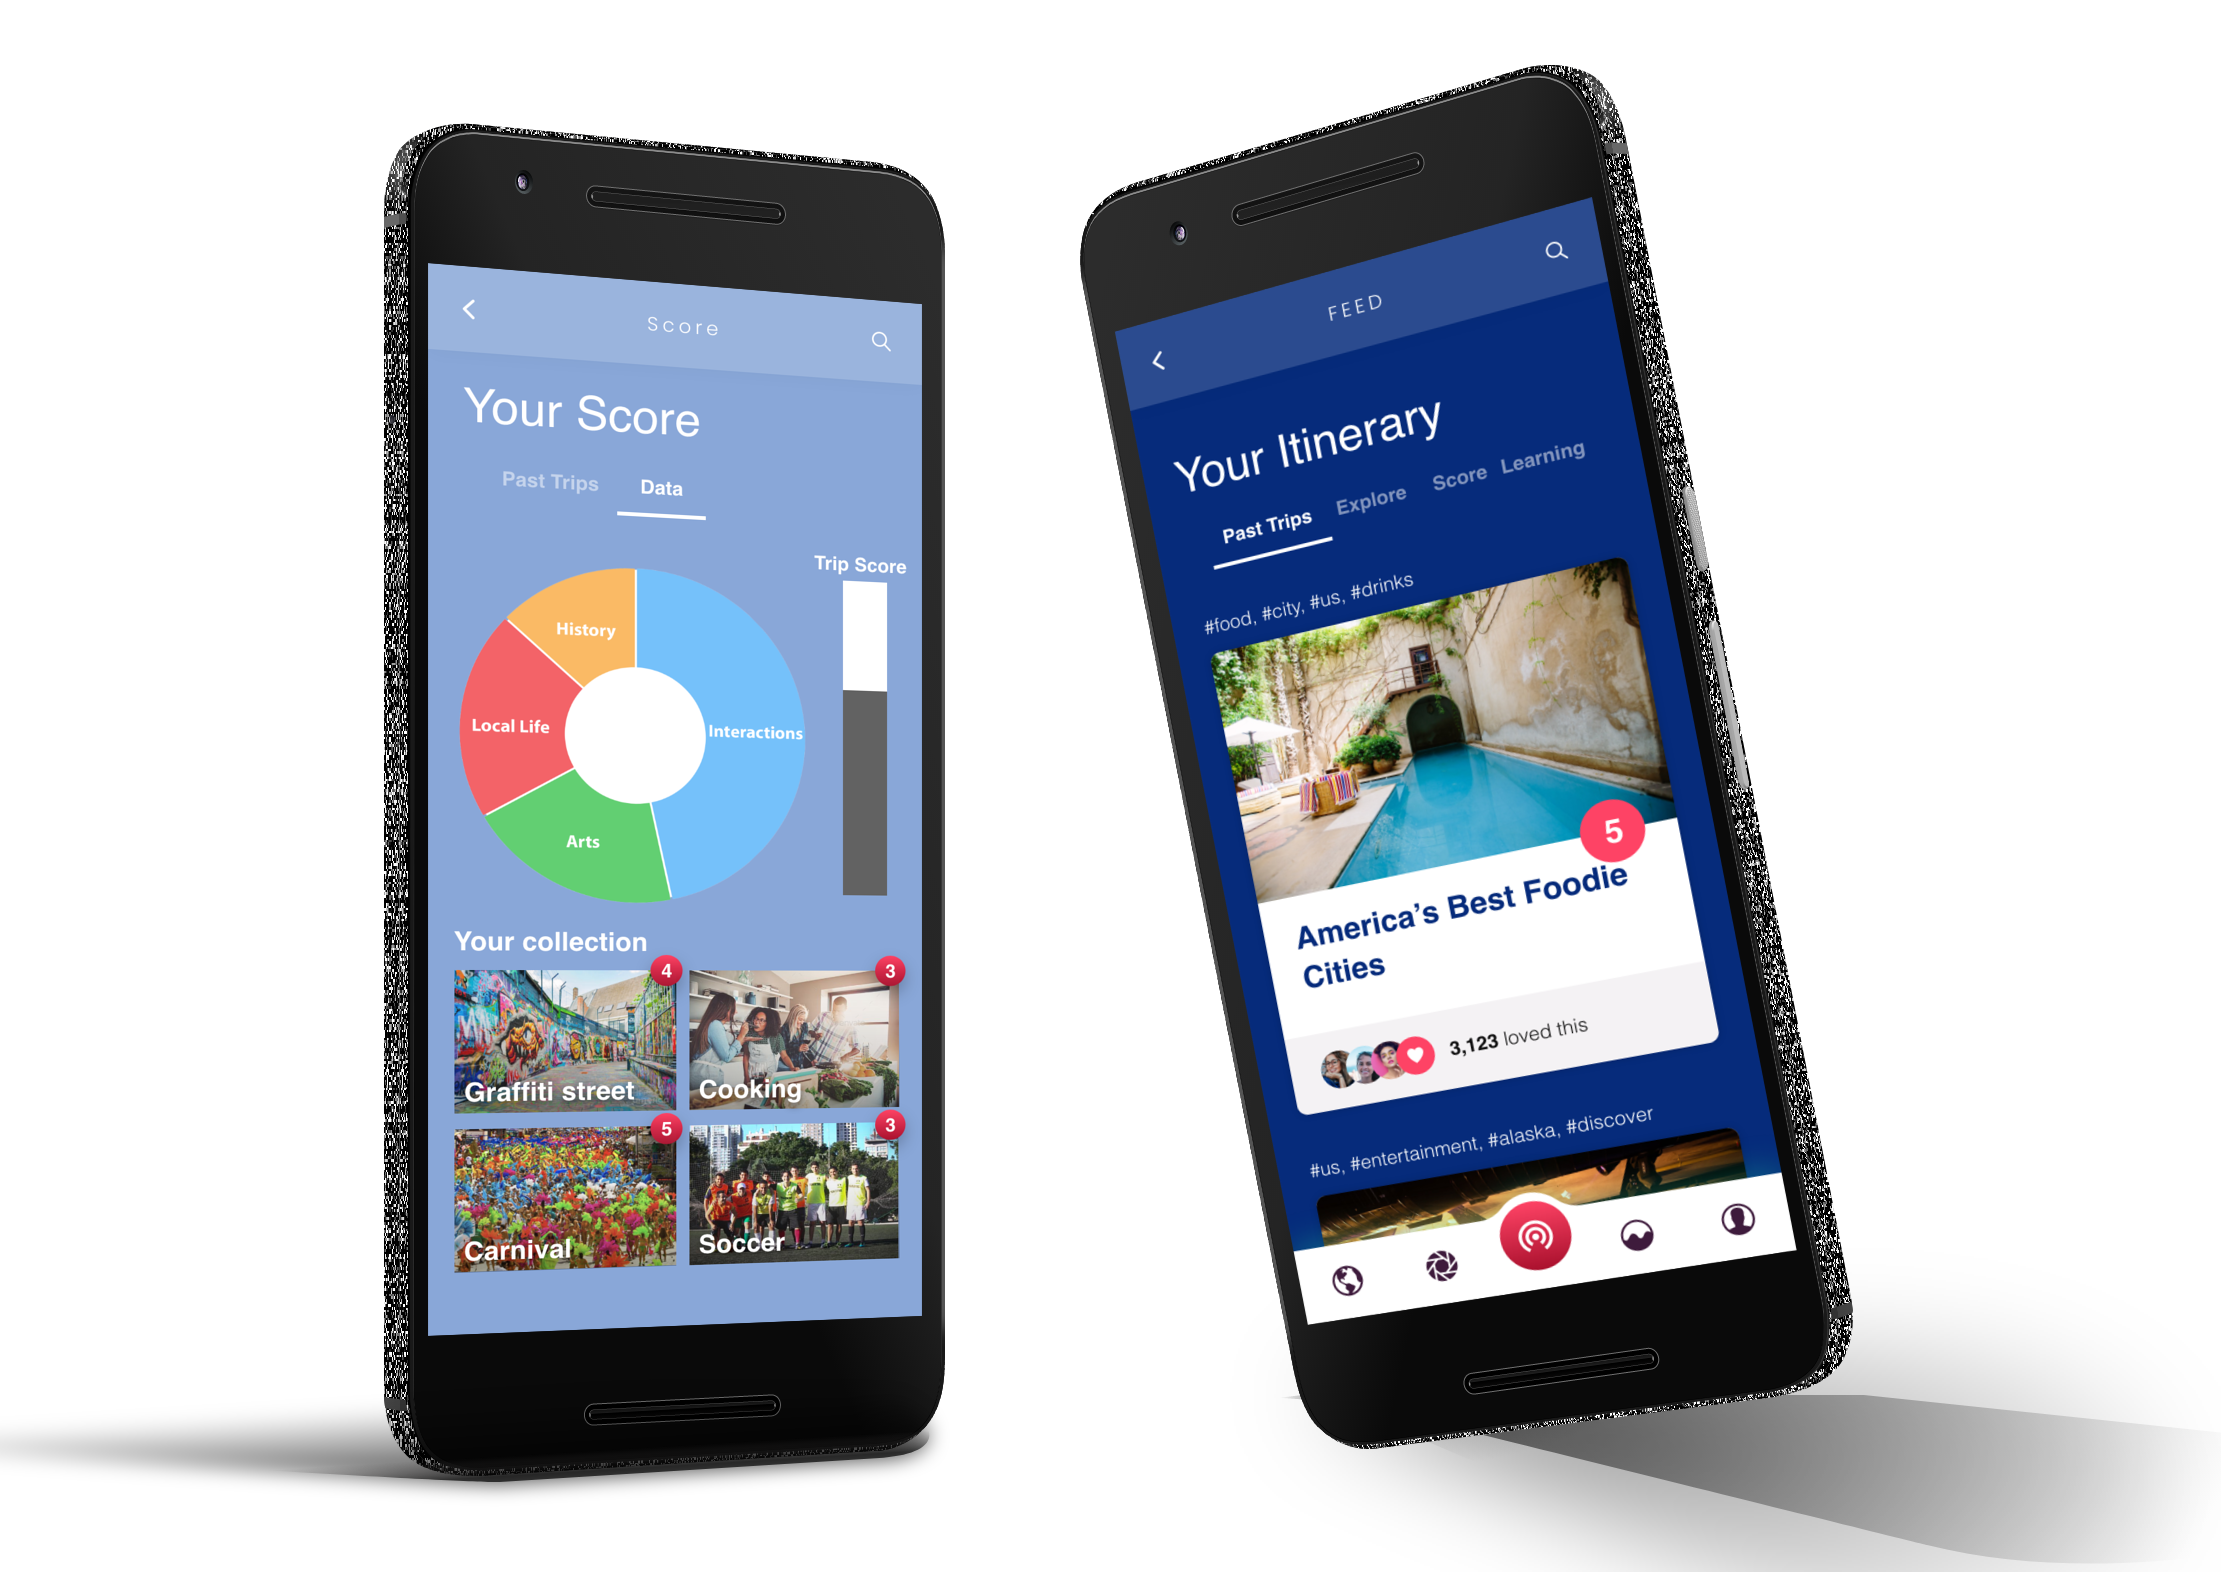 Score
Your Score
Past Trips Data
Trip Score
History
Local Life
Interactions
Arts
Your collection
4
3
Graffiti street
Cooking
5
3
Carnival
Soccer
FEED
Your Itinerary
Past Trips Explore Score Learning
#food, #city, #us, #drinks
5
America’s Best Foodie
Cities
3,123 loved this
#us, #entertainment, #alaska, #discover